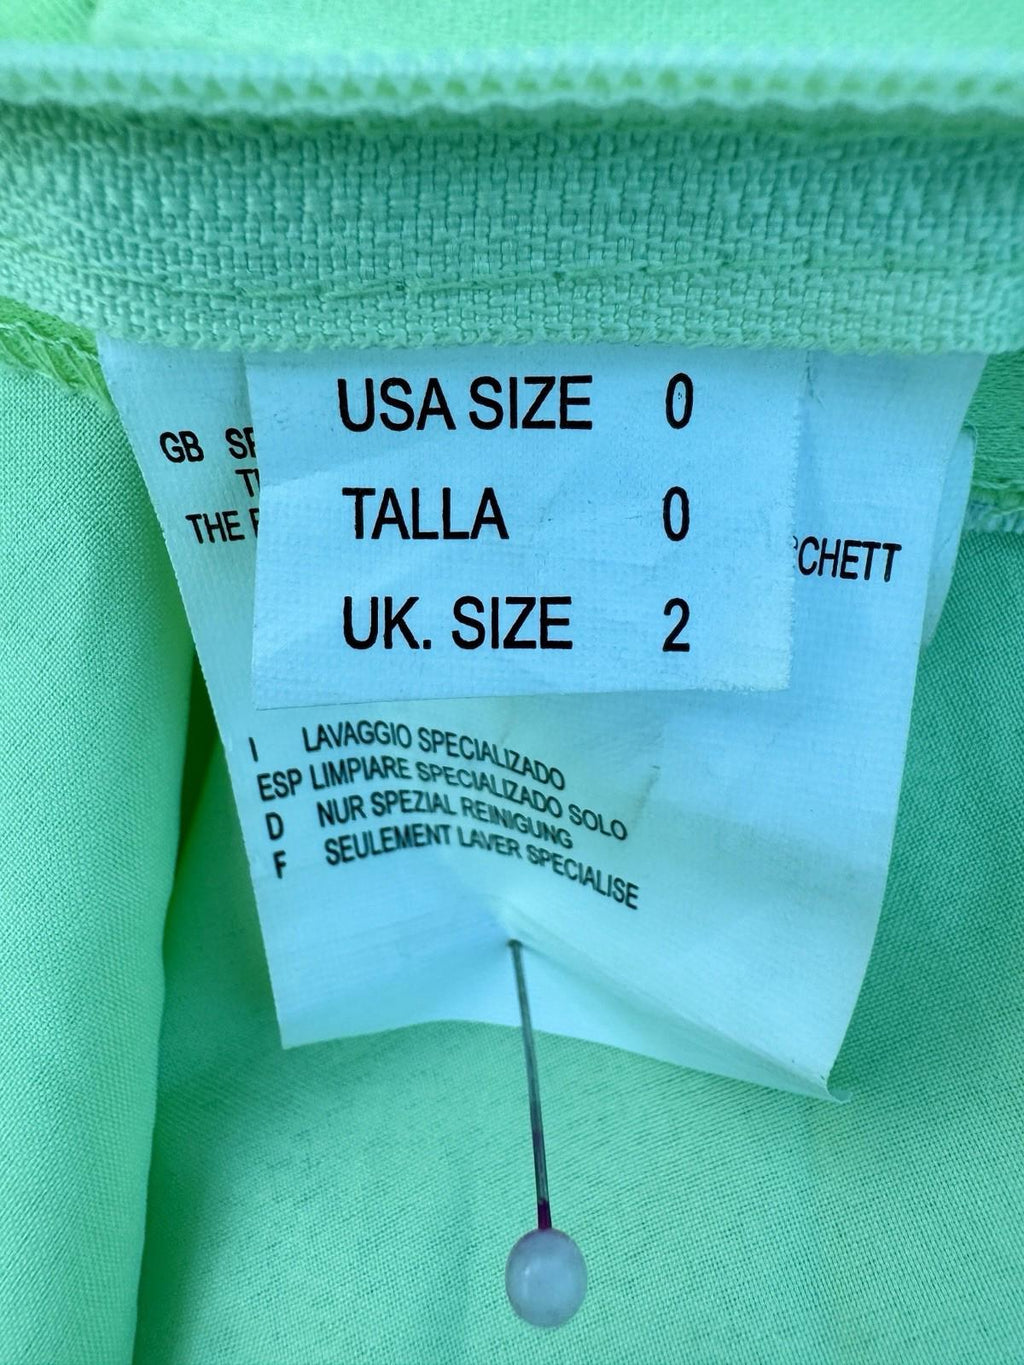 USA SIZE 0
TALLA 0
UK. SIZE 2
GB
THE
I LAVAGGIO SPECIALIZADO
ESP LIMPIARE SPECIALIZADO SOLO
D NUR SPEZIAL REINIGUNG
F SEULEMENT LAVER SPECIALISE